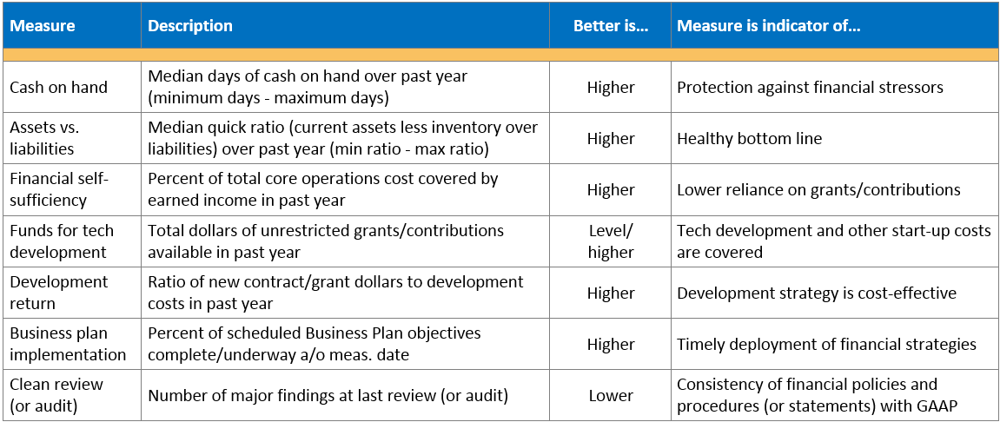 Measure Description Better is... Measure is indicator of...
Cash on hand
Median days of cash on hand over past year
(minimum days - maximum days)
Higher
Protection against financial stressors
Assets vs.
liabilities
Median quick ratio (current assets less inventory over
liabilities) over past year (min ratio - max ratio)
Higher
Healthy bottom line
Financial self-
sufficiency
Percent of total core operations cost covered by
earned income in past year
Higher
Lower reliance on grants/contributions
Funds for tech
development
Total dollars of unrestricted grants/contributions
available in past year
Level/
higher
Tech development and other start-up costs
are covered
Development
return
Ratio of new contract/grant dollars to development
costs in past year
Higher
Development strategy is cost-effective
Business plan
implementation
Percent of scheduled Business Plan objectives
complete/underway a/o meas. date
Higher
Timely deployment of financial strategies
Clean review
(or audit)
Number of major findings at last review (or audit)
Lower
Consistency of financial policies and
procedures (or statements) with GAAP